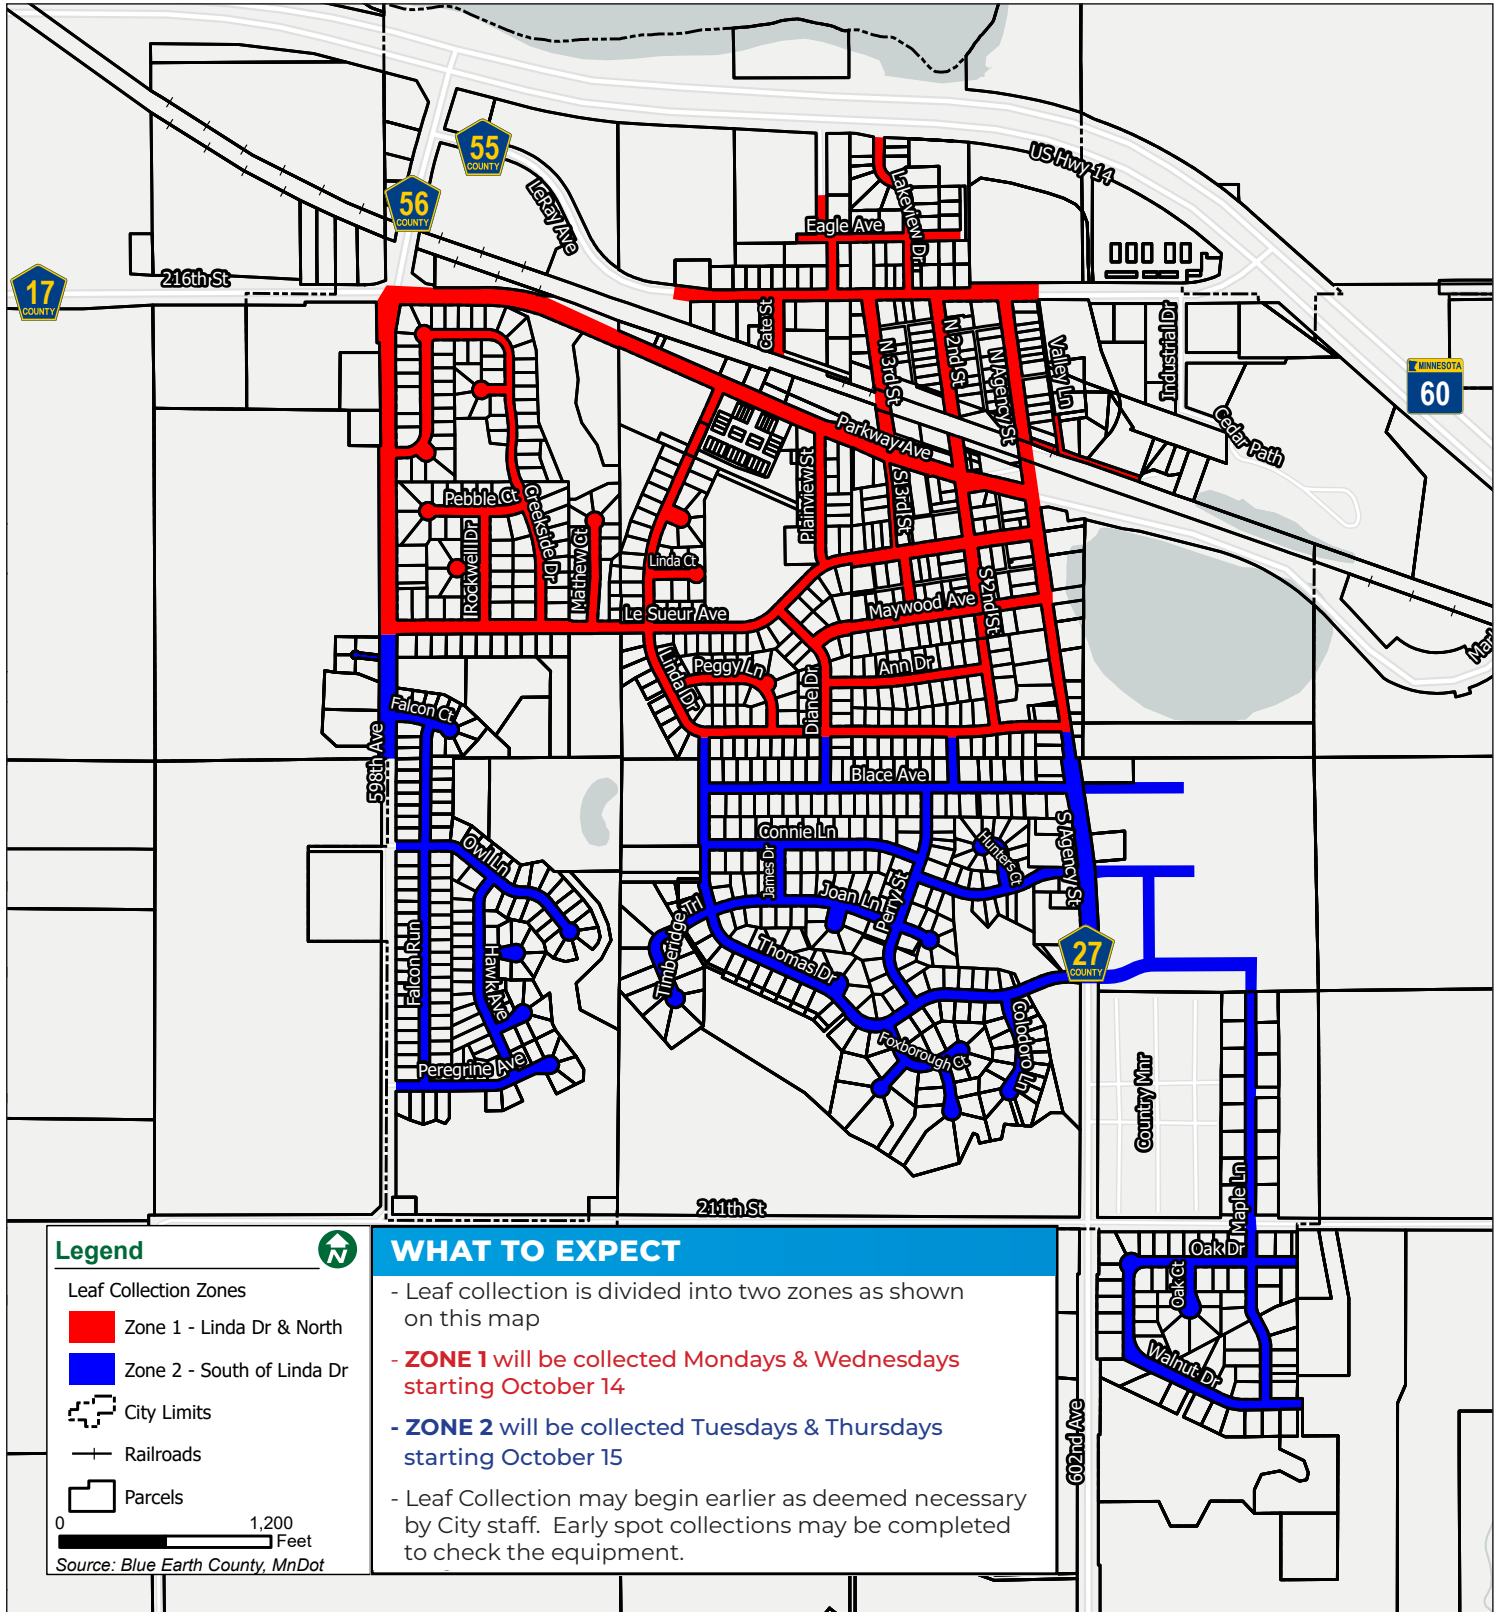 US Hwy 14
55
COUNTY
LeRay Ave
56
COUNTY
Lakeview Dr
Eagle Ave
17
COUNTY
216th St
Cate St
N 3rd St
N 2nd St
N Agency St
Valley Ln
Industrial Dr
MINNESOTA
60
Cedar Path
Parkway Ave
Plainview St
S 3rd St
Pebble Ct
Creekside Dr
Rockwell Dr
Mathew Ct
Linda Ct
Le Sueur Ave
Maywood Ave
S 2nd St
Linda Dr
Peggy Ln
Diane Dr
Ann Dr
Falcon Ct
598th Ave
Blace Ave
Connie Ln
James Dr
Hunters Ct
S Agency St
Owl Ln
Joan Ln
Perry St
Timberidge Trl
Thomas Dr
Falcon Run
Hawk Ave
27
COUNTY
Peregrine Ave
Foxborough Ct
Colodoro Ln
Country Mnr
Maple Ln
211th St
Oak Dr
Oak Ct
Walnut Dr
602nd Ave
Legend
N
Leaf Collection Zones
Zone 1 - Linda Dr & North
Zone 2 - South of Linda Dr
City Limits
Railroads
Parcels
0 1,200
Feet
Source: Blue Earth County, MnDot
WHAT TO EXPECT
- Leaf collection is divided into two zones as shown
on this map
- ZONE 1 will be collected Mondays & Wednesdays
starting October 14
- ZONE 2 will be collected Tuesdays & Thursdays
starting October 15
- Leaf Collection may begin earlier as deemed necessary
by City staff. Early spot collections may be completed
to check the equipment.